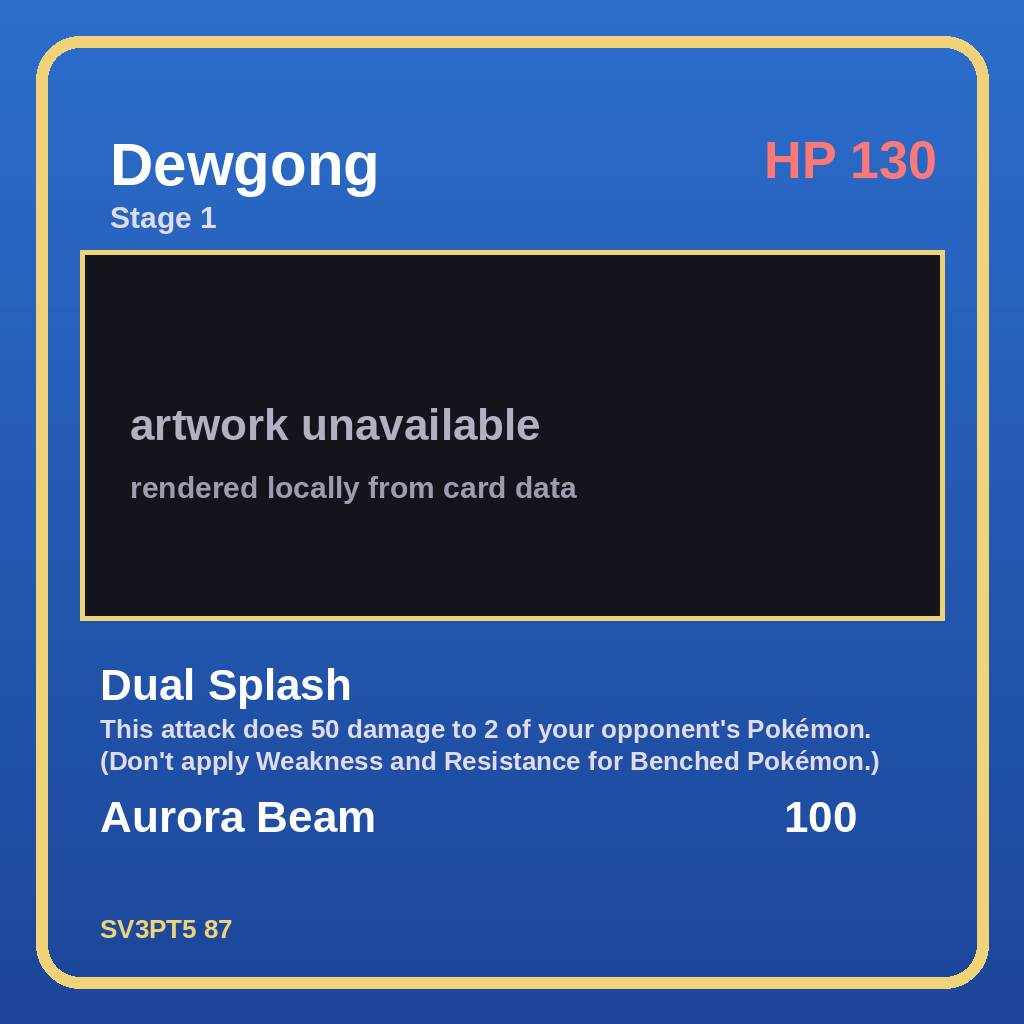 Dewgong
HP 130
Stage 1
artwork unavailable
rendered locally from card data
Dual Splash
This attack does 50 damage to 2 of your opponent's Pokémon.
(Don't apply Weakness and Resistance for Benched Pokémon.)
Aurora Beam 100
SV3PT5 87